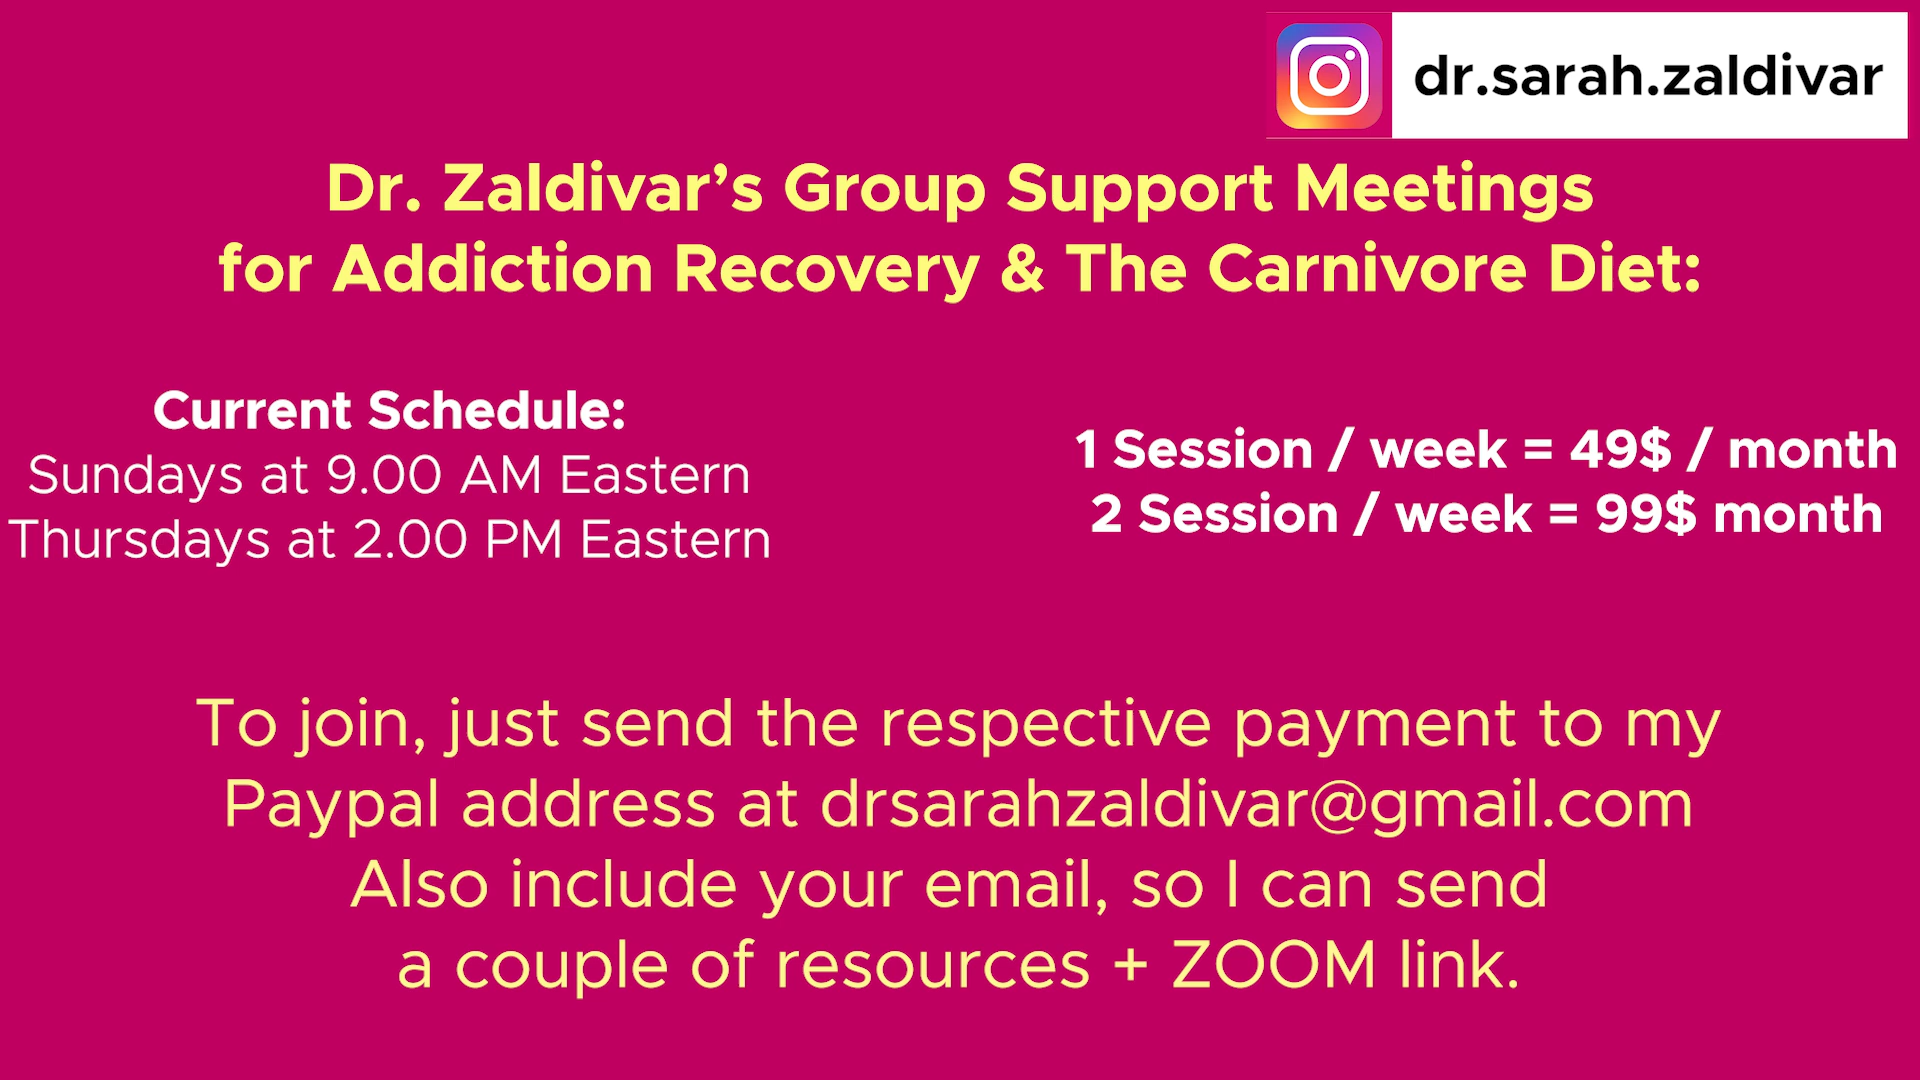 dr.sarah.zaldivar
Dr. Zaldivar’s Group Support Meetings
for Addiction Recovery & The Carnivore Diet:
Current Schedule:
Sundays at 9.00 AM Eastern
Thursdays at 2.00 PM Eastern
1 Session / week = 49$ / month
2 Session / week = 99$ month
To join, just send the respective payment to my
Paypal address at drsarahzaldivar@gmail.com
Also include your email, so I can send
a couple of resources + ZOOM link.